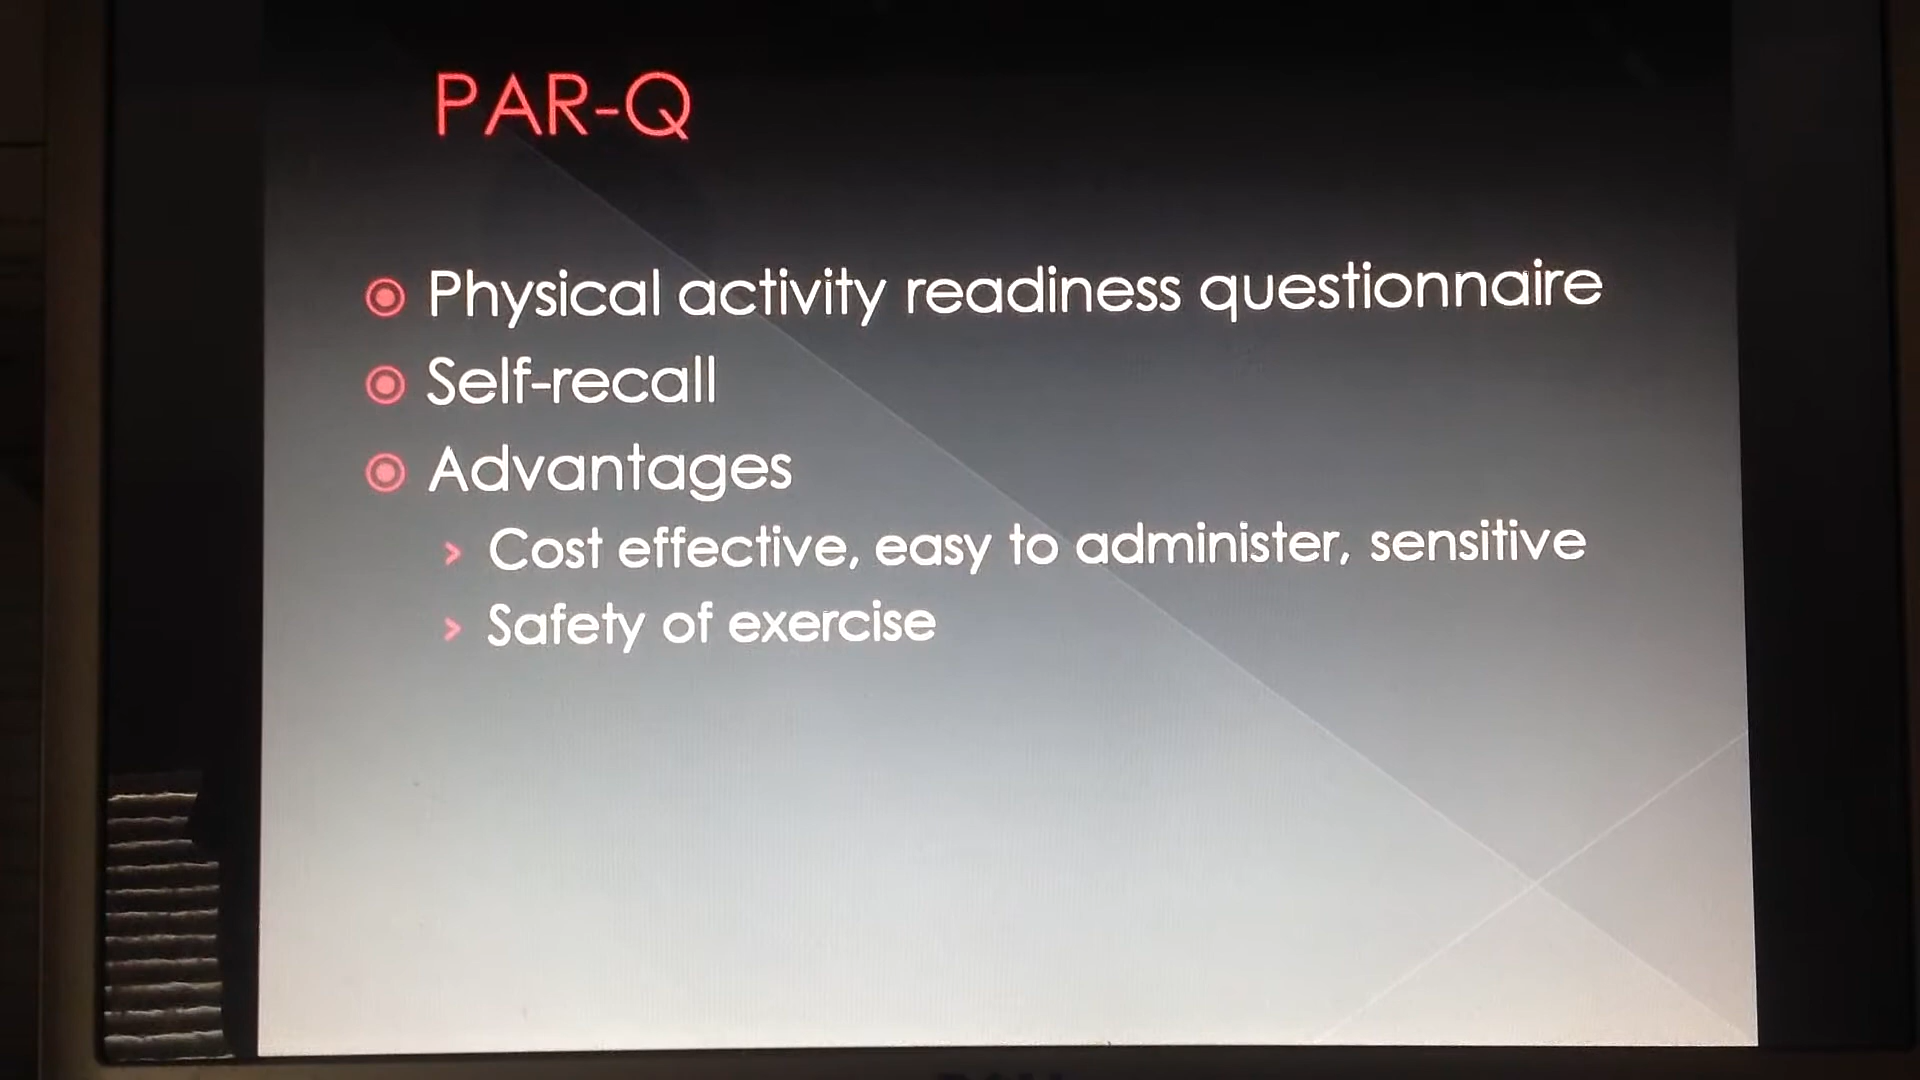 PAR-Q
Physical activity readiness questionnaire
Self-recall
Advantages
Cost effective, easy to administer, sensitive
Safety of exercise